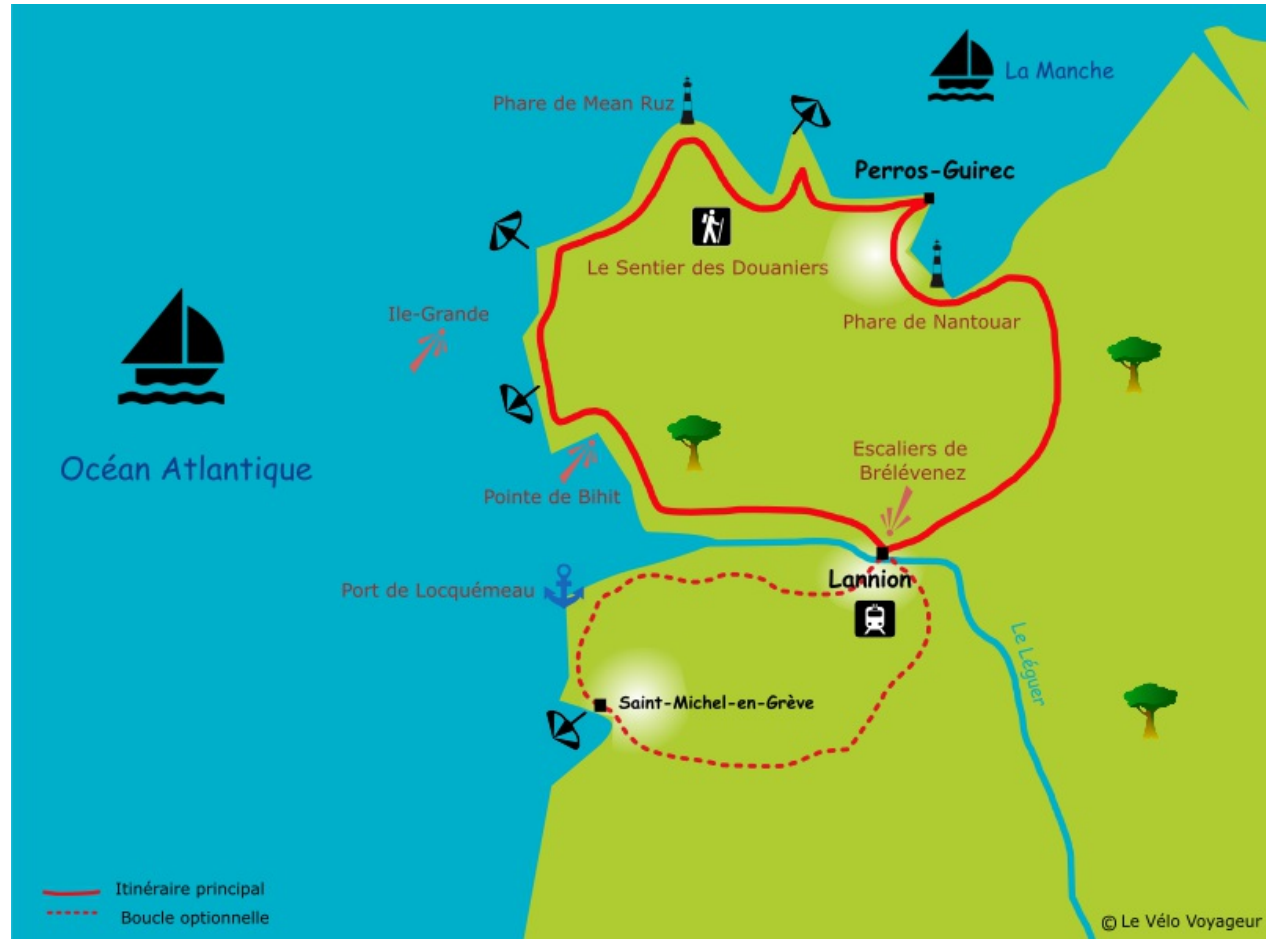 La Manche
Phare de Mean Ruz
Perros-Guirec
Le Sentier des Douaniers
Ile-Grande
Phare de Nantouar
Océan Atlantique
Escaliers de
Brélévenez
Pointe de Bihit
Lannion
Port de Locquémeau
Le Léguer
Saint-Michel-en-Grève
Itinéraire principal
Boucle optionnelle
© Le Vélo Voyageur